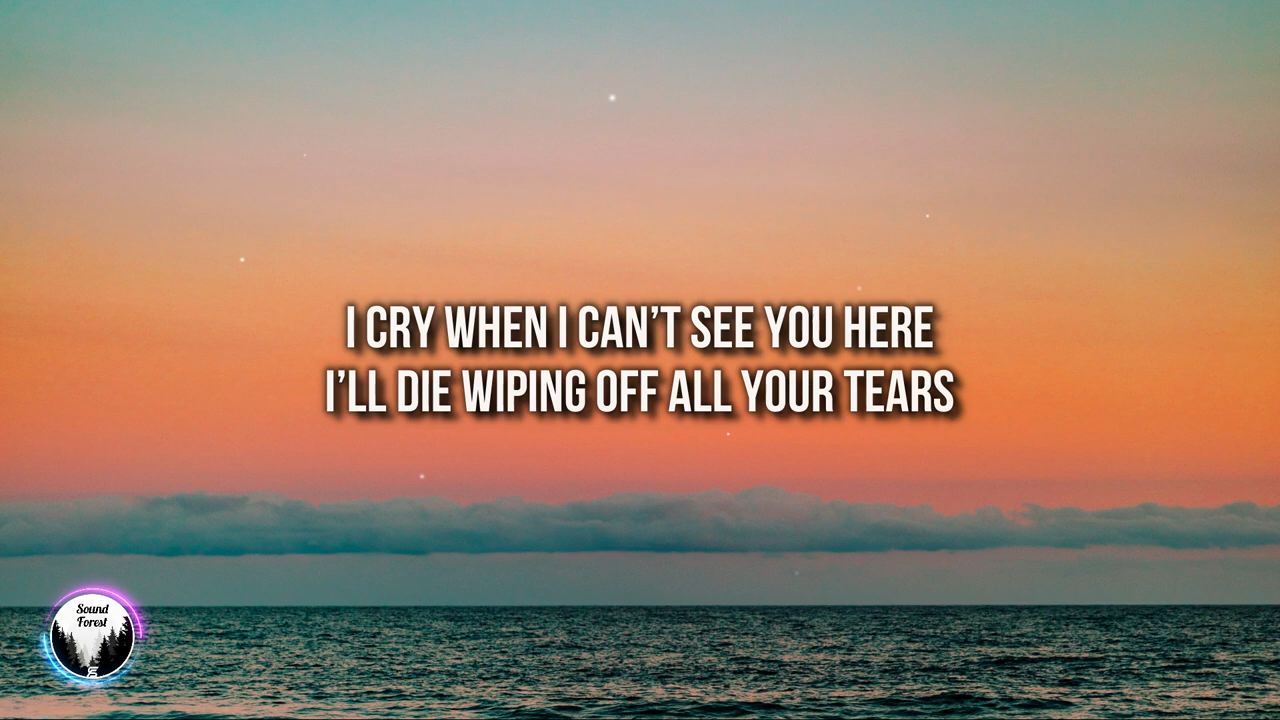 I CRY WHEN I CAN'T SEE YOU HERE
I'LL DIE WIPING OFF ALL YOUR TEARS
Sound
Forest